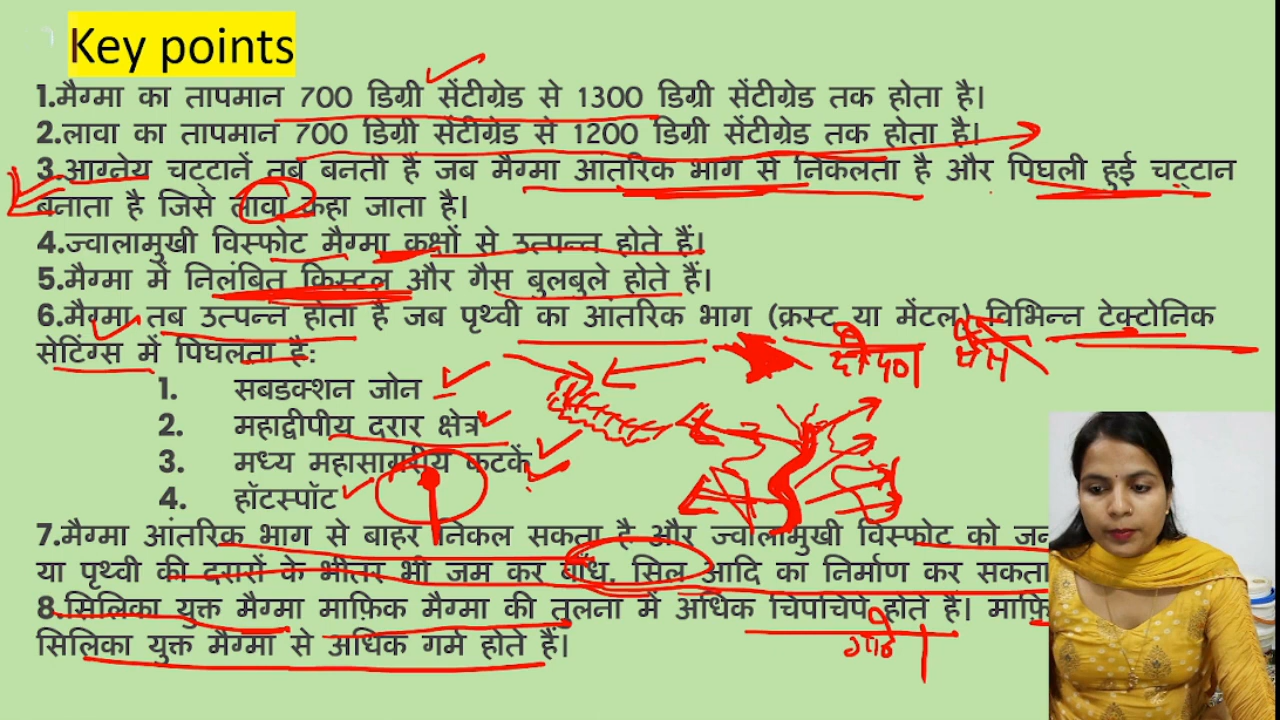 Key points
1.मैग्मा का तापमान 700 डिग्री सेंटीग्रेड से 1300 डिग्री सेंटीग्रेड तक होता है।
2.लावा का तापमान 700 डिग्री सेंटीग्रेड से 1200 डिग्री सेंटीग्रेड तक होता है।
3.आग्नेय चट्टानें तब बनती हैं जब मैग्मा आंतरिक भाग से निकलता है और पिघली हुई चट्टान
बनाता है जिसे लावा कहा जाता है।
4.ज्वालामुखी विस्फोट मैग्मा कक्षों से उत्पन्न होते हैं।
5.मैग्मा में निलंबित क्रिस्टल और गैस बुलबुले होते हैं।
6.मैग्मा तब उत्पन्न होता है जब पृथ्वी का आंतरिक भाग (क्रस्ट या मेंटल) विभिन्न टेक्टोनिक
सेटिंग्स में पिघलता है:
1. सबडक्शन जोन
2. महाद्वीपीय दरार क्षेत्र
3. मध्य महासागरीय कटकें
4. हॉटस्पॉट
7.मैग्मा आंतरिक भाग से बाहर निकल सकता है और ज्वालामुखी विस्फोट को जन
या पृथ्वी की दरारों के भीतर भी जम कर बाँध, सिल आदि का निर्माण कर सकता
8.सिलिका युक्त मैग्मा माफ़िक मैग्मा की तुलना में अधिक चिपचिपे होते हैं।
सिलिका युक्त मैग्मा से अधिक गर्म होते हैं।